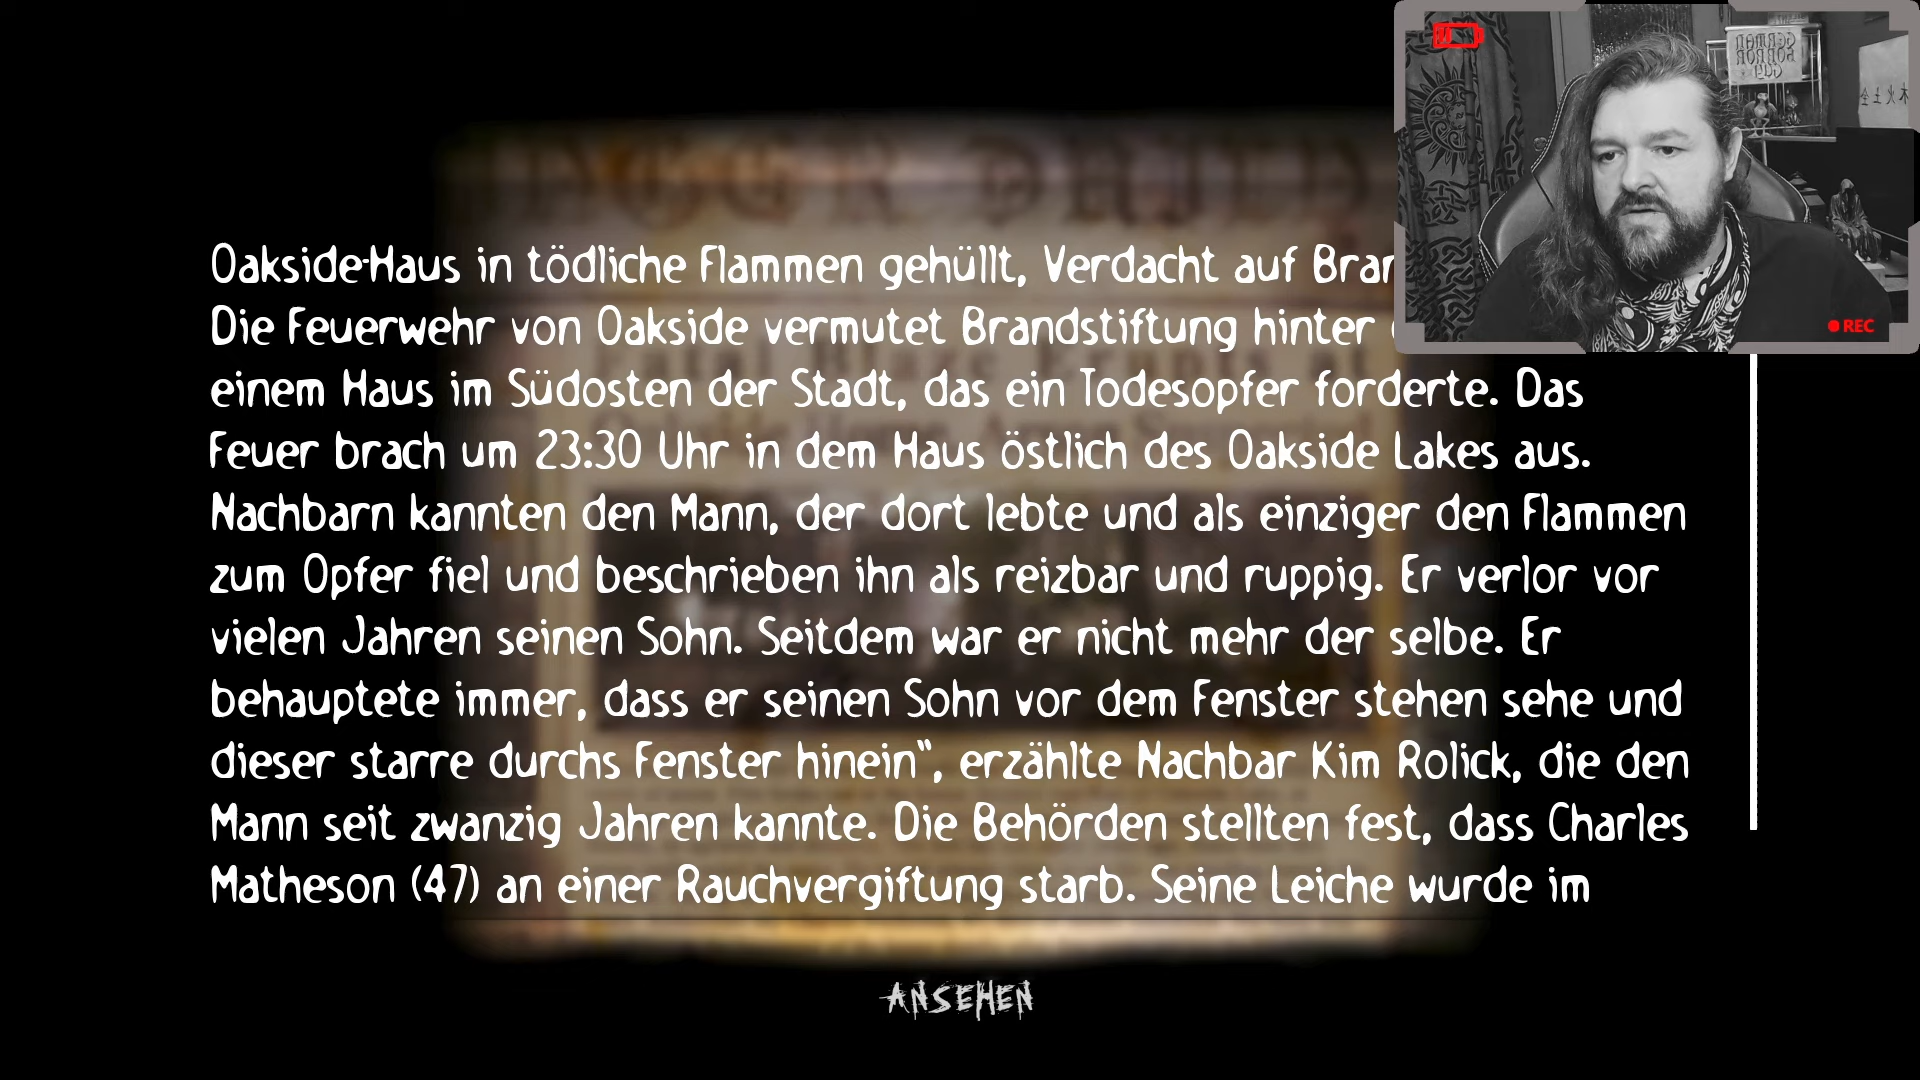 Oakside-Haus in tödliche Flammen gehüllt, Verdacht auf
Die Feuerwehr von Oakside vermutet Brandstiftung hinter
einem Haus im Südosten der Stadt, das ein Todesopfer forderte. Das
Feuer brach um 23:30 Uhr in dem Haus östlich des Oakside Lakes aus.
Nachbarn kannten den Mann, der dort lebte und als einziger den Flammen
zum Opfer fiel und beschrieben ihn als reizbar und ruppig. Er verlor vor
vielen Jahren seinen Sohn. Seitdem war er nicht mehr der selbe. Er
behauptete immer, dass er seinen Sohn vor dem Fenster stehen sehe und
dieser starre durchs Fenster hinein“, erzählte Nachbar Kim Rolick, die den
Mann seit zwanzig Jahren kannte. Die Behörden stellten fest, dass Charles
Matheson (47) an einer Rauchvergiftung starb. Seine Leiche wurde im
ANSEHEN
GERMAN
HORROR
GUY
REC